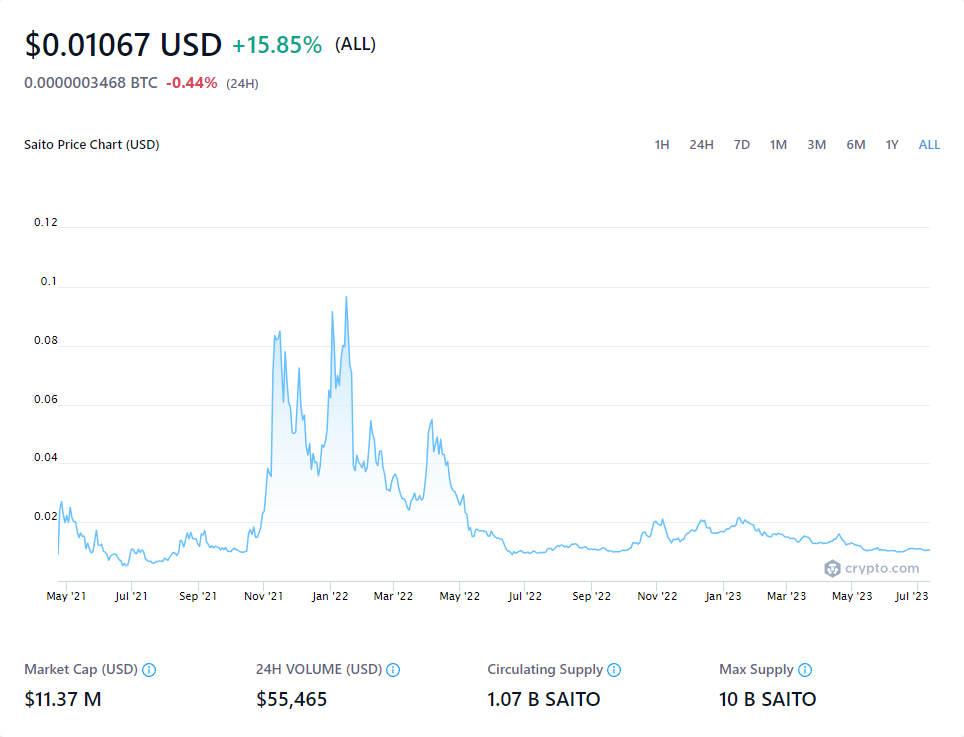 $0.01067 USD +15.85% (ALL)
0.0000003468 BTC -0.44% (24H)
Saito Price Chart (USD) 1H 24H 7D 1M 3M 6M 1Y ALL
0.12
0.1
0.08
0.06
0.04
0.02
crypto.com
May '21 Jul '21 Sep '21 Nov '21 Jan '22 Mar '22 May '22 Jul '22 Sep '22 Nov '22 Jan '23 Mar '23 May '23 Jul '23
Market Cap (USD) 24H VOLUME (USD) Circulating Supply Max Supply
$11.37 M $55,465 1.07 B SAITO 10 B SAITO